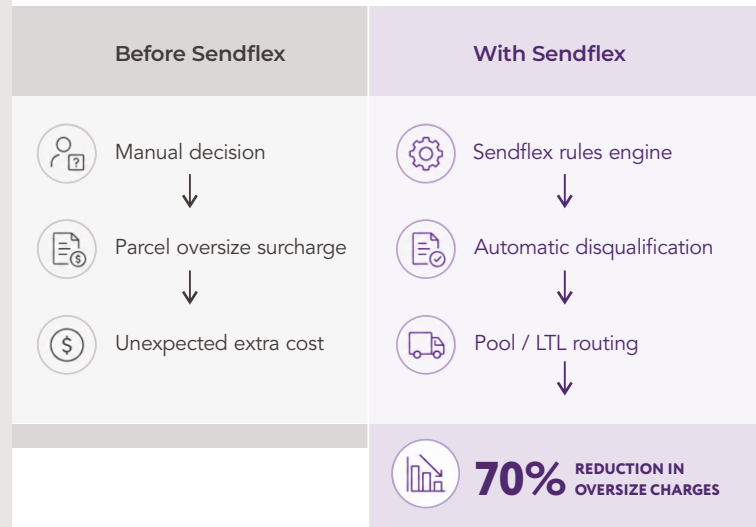 Before Sendflex
Manual decision
?
Parcel oversize surcharge
$
Unexpected extra cost
$
With Sendflex
Sendflex rules engine
Automatic disqualification
Pool / LTL routing
70% REDUCTION IN
OVERSIZE CHARGES